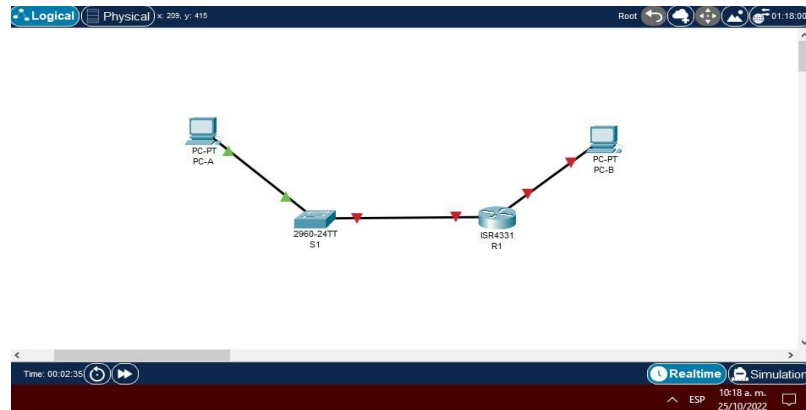 Logical Physical x: 209, y: 415 Root 01:18:00
PC-PT
PC-A
PC-PT
PC-B
2960-24TT
S1
ISR4331
R1
Time: 00:02:35 Realtime Simulation
ESP 10:18 a. m.
25/10/2022